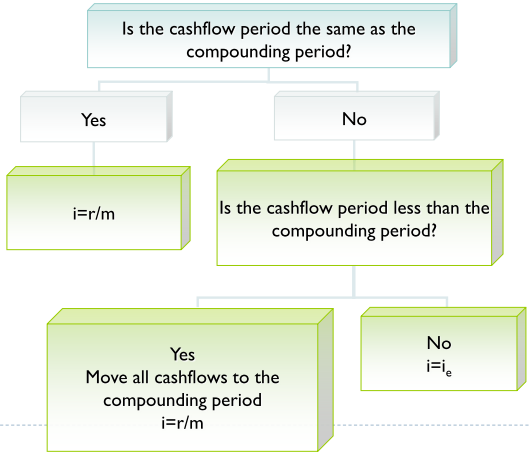 Is the cashflow period the same as the
compounding period?
Yes
No
i=r/m
Is the cashflow period less than the
compounding period?
Yes
Move all cashflows to the
compounding period
i=r/m
No
i=iₑ